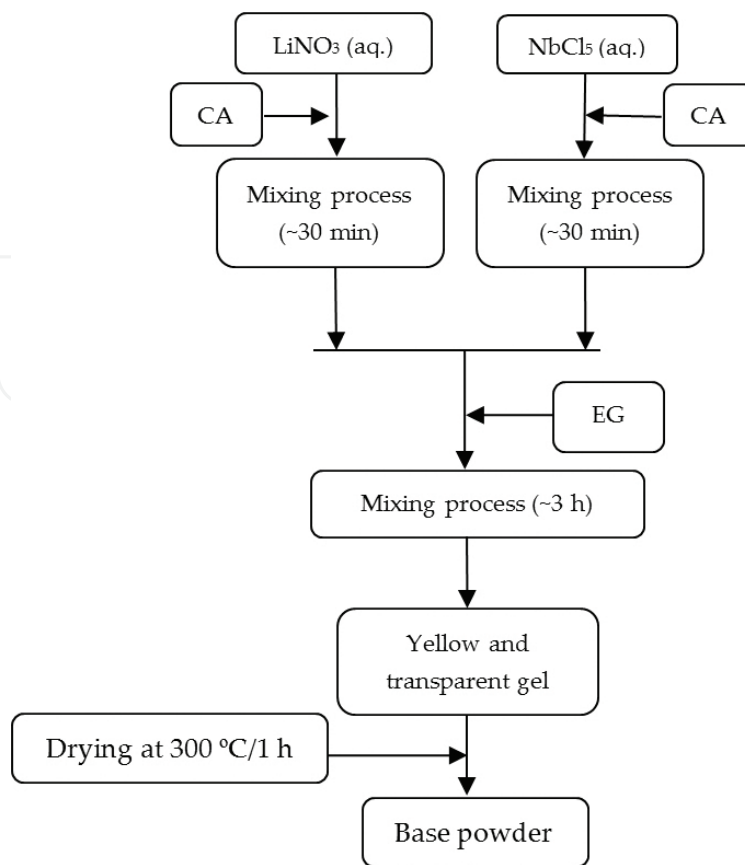 LiNO₃ (aq.)
NbCl₅ (aq.)
CA
CA
Mixing process
(~30 min)
Mixing process
(~30 min)
EG
Mixing process (~3 h)
Yellow and
transparent gel
Drying at 300 ºC/1 h
Base powder